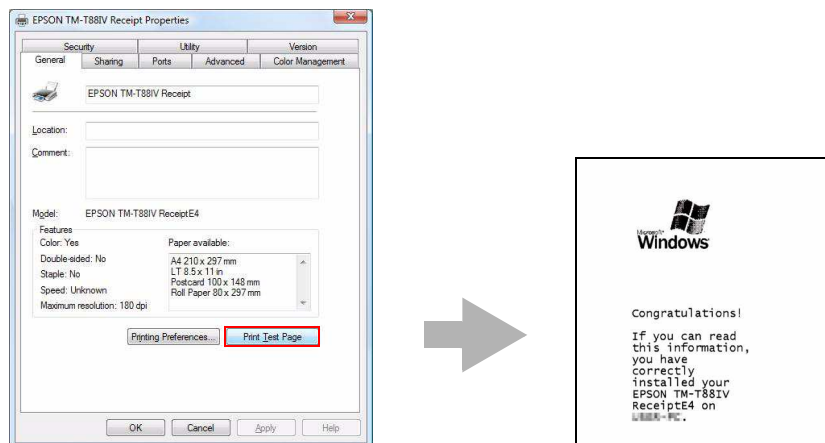 EPSON TM-T88IV Receipt Properties
Security Utility Version
General Sharing Ports Advanced Color Management
EPSON TM-T88IV Receipt
Location:
Comment:
Model: EPSON TM-T88IV ReceiptE4
Features
Color: Yes
Double-sided: No
Staple: No
Speed: Unknown
Maximum resolution: 180 dpi
Paper available:
A4 210 x 297 mm
LT 8.5 x 11 in
Postcard 100 x 148 mm
Roll Paper 80 x 297 mm
Printing Preferences... Print Test Page
OK Cancel Apply Help
Microsoft
Windows
Congratulations!
If you can read
this information,
you have
correctly
installed your
EPSON TM-T88IV
ReceiptE4 on